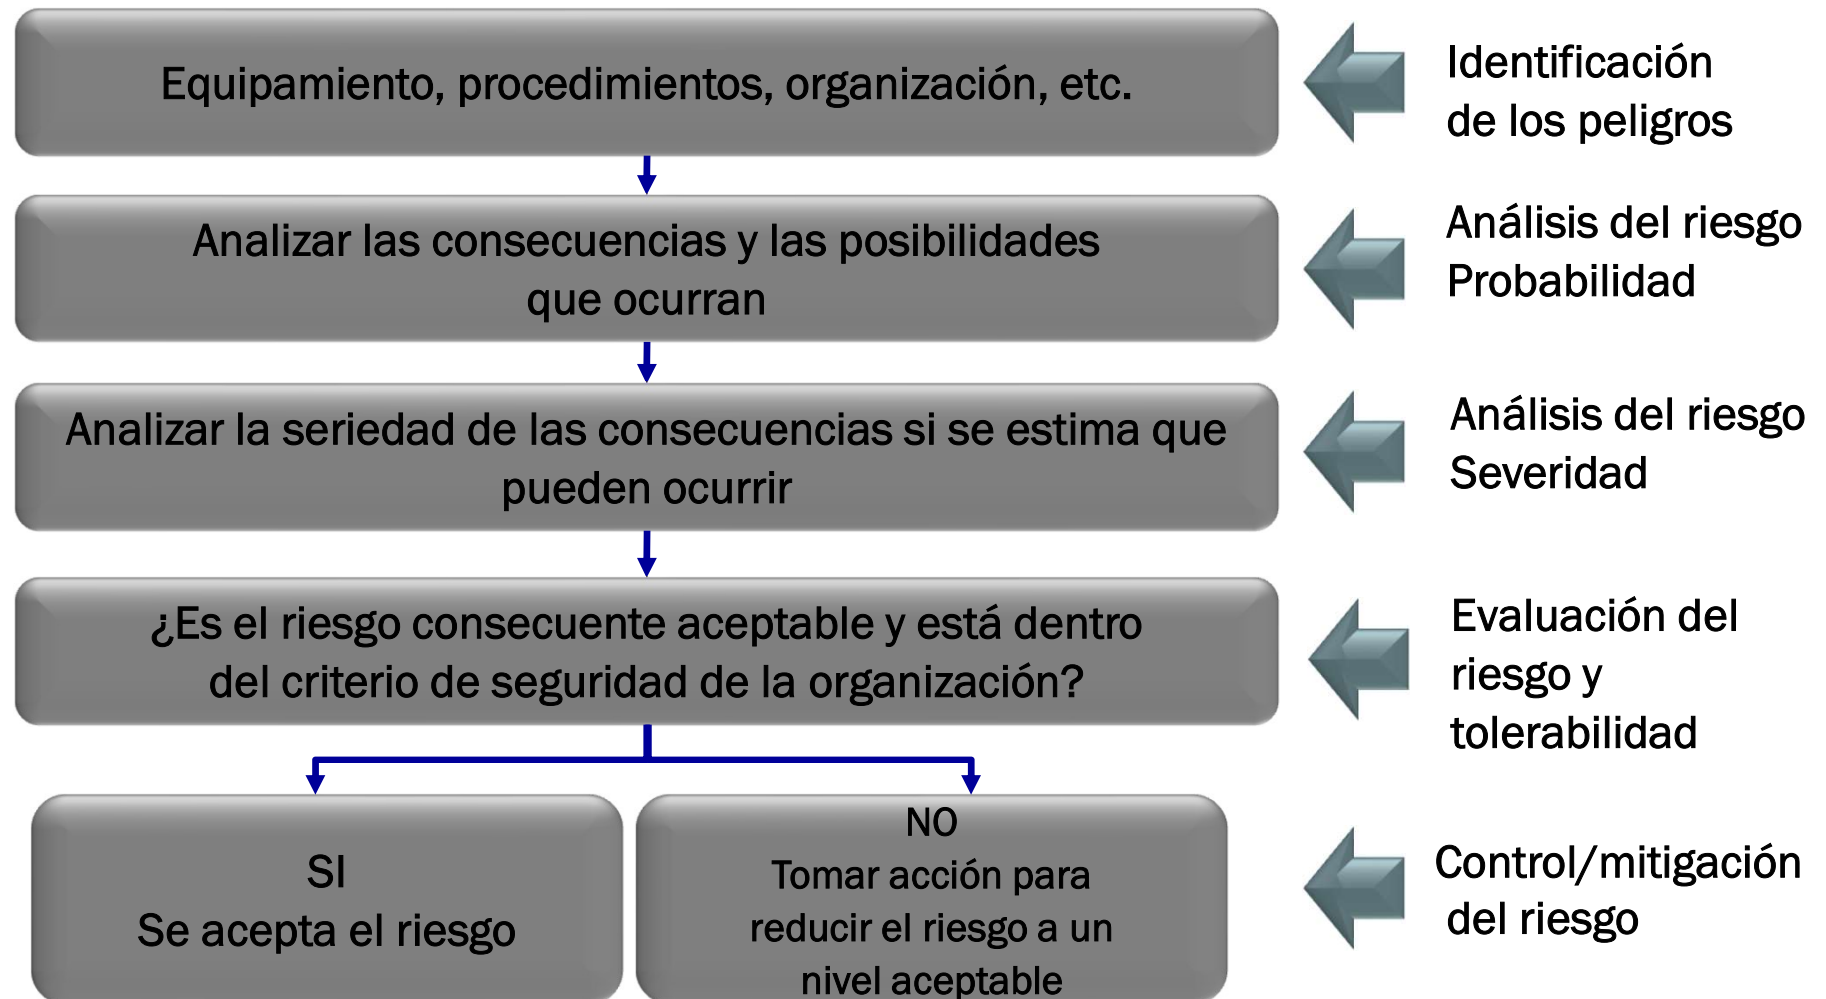 Equipamiento, procedimientos, organización, etc.
Identificación
de los peligros
Analizar las consecuencias y las posibilidades
que ocurran
Análisis del riesgo
Probabilidad
Analizar la seriedad de las consecuencias si se estima que
pueden ocurrir
Análisis del riesgo
Severidad
¿Es el riesgo consecuente aceptable y está dentro
del criterio de seguridad de la organización?
Evaluación del
riesgo y
tolerabilidad
SI
Se acepta el riesgo
NO
Tomar acción para
reducir el riesgo a un
nivel aceptable
Control/mitigación
del riesgo